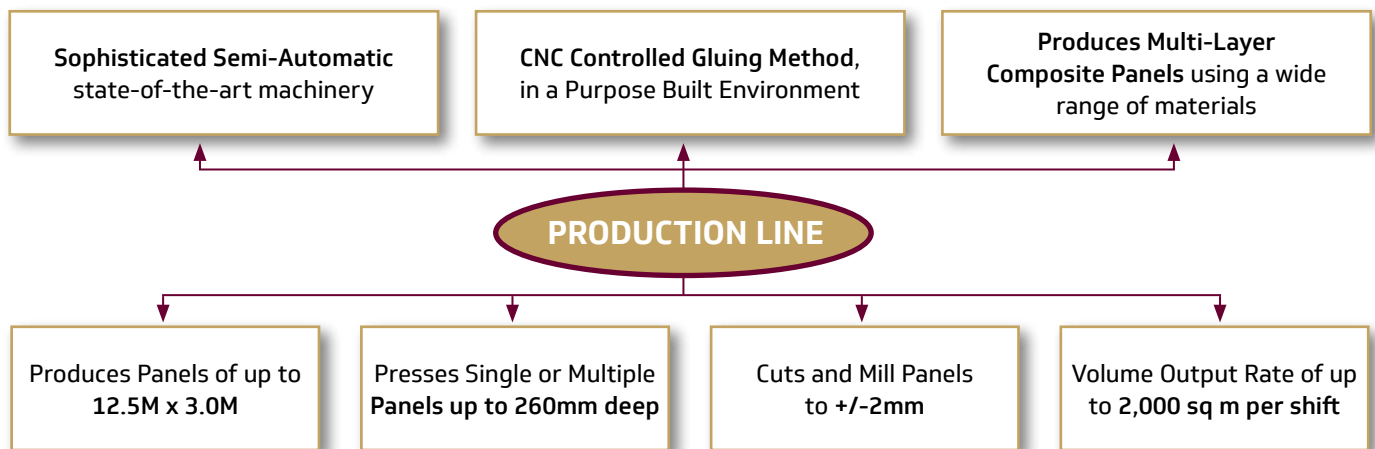 Sophisticated Semi-Automatic
state-of-the-art machinery
CNC Controlled Gluing Method,
in a Purpose Built Environment
Produces Multi-Layer
Composite Panels using a wide
range of materials
PRODUCTION LINE
Produces Panels of up to
12.5M x 3.0M
Presses Single or Multiple
Panels up to 260mm deep
Cuts and Mill Panels
to +/-2mm
Volume Output Rate of up
to 2,000 sq m per shift